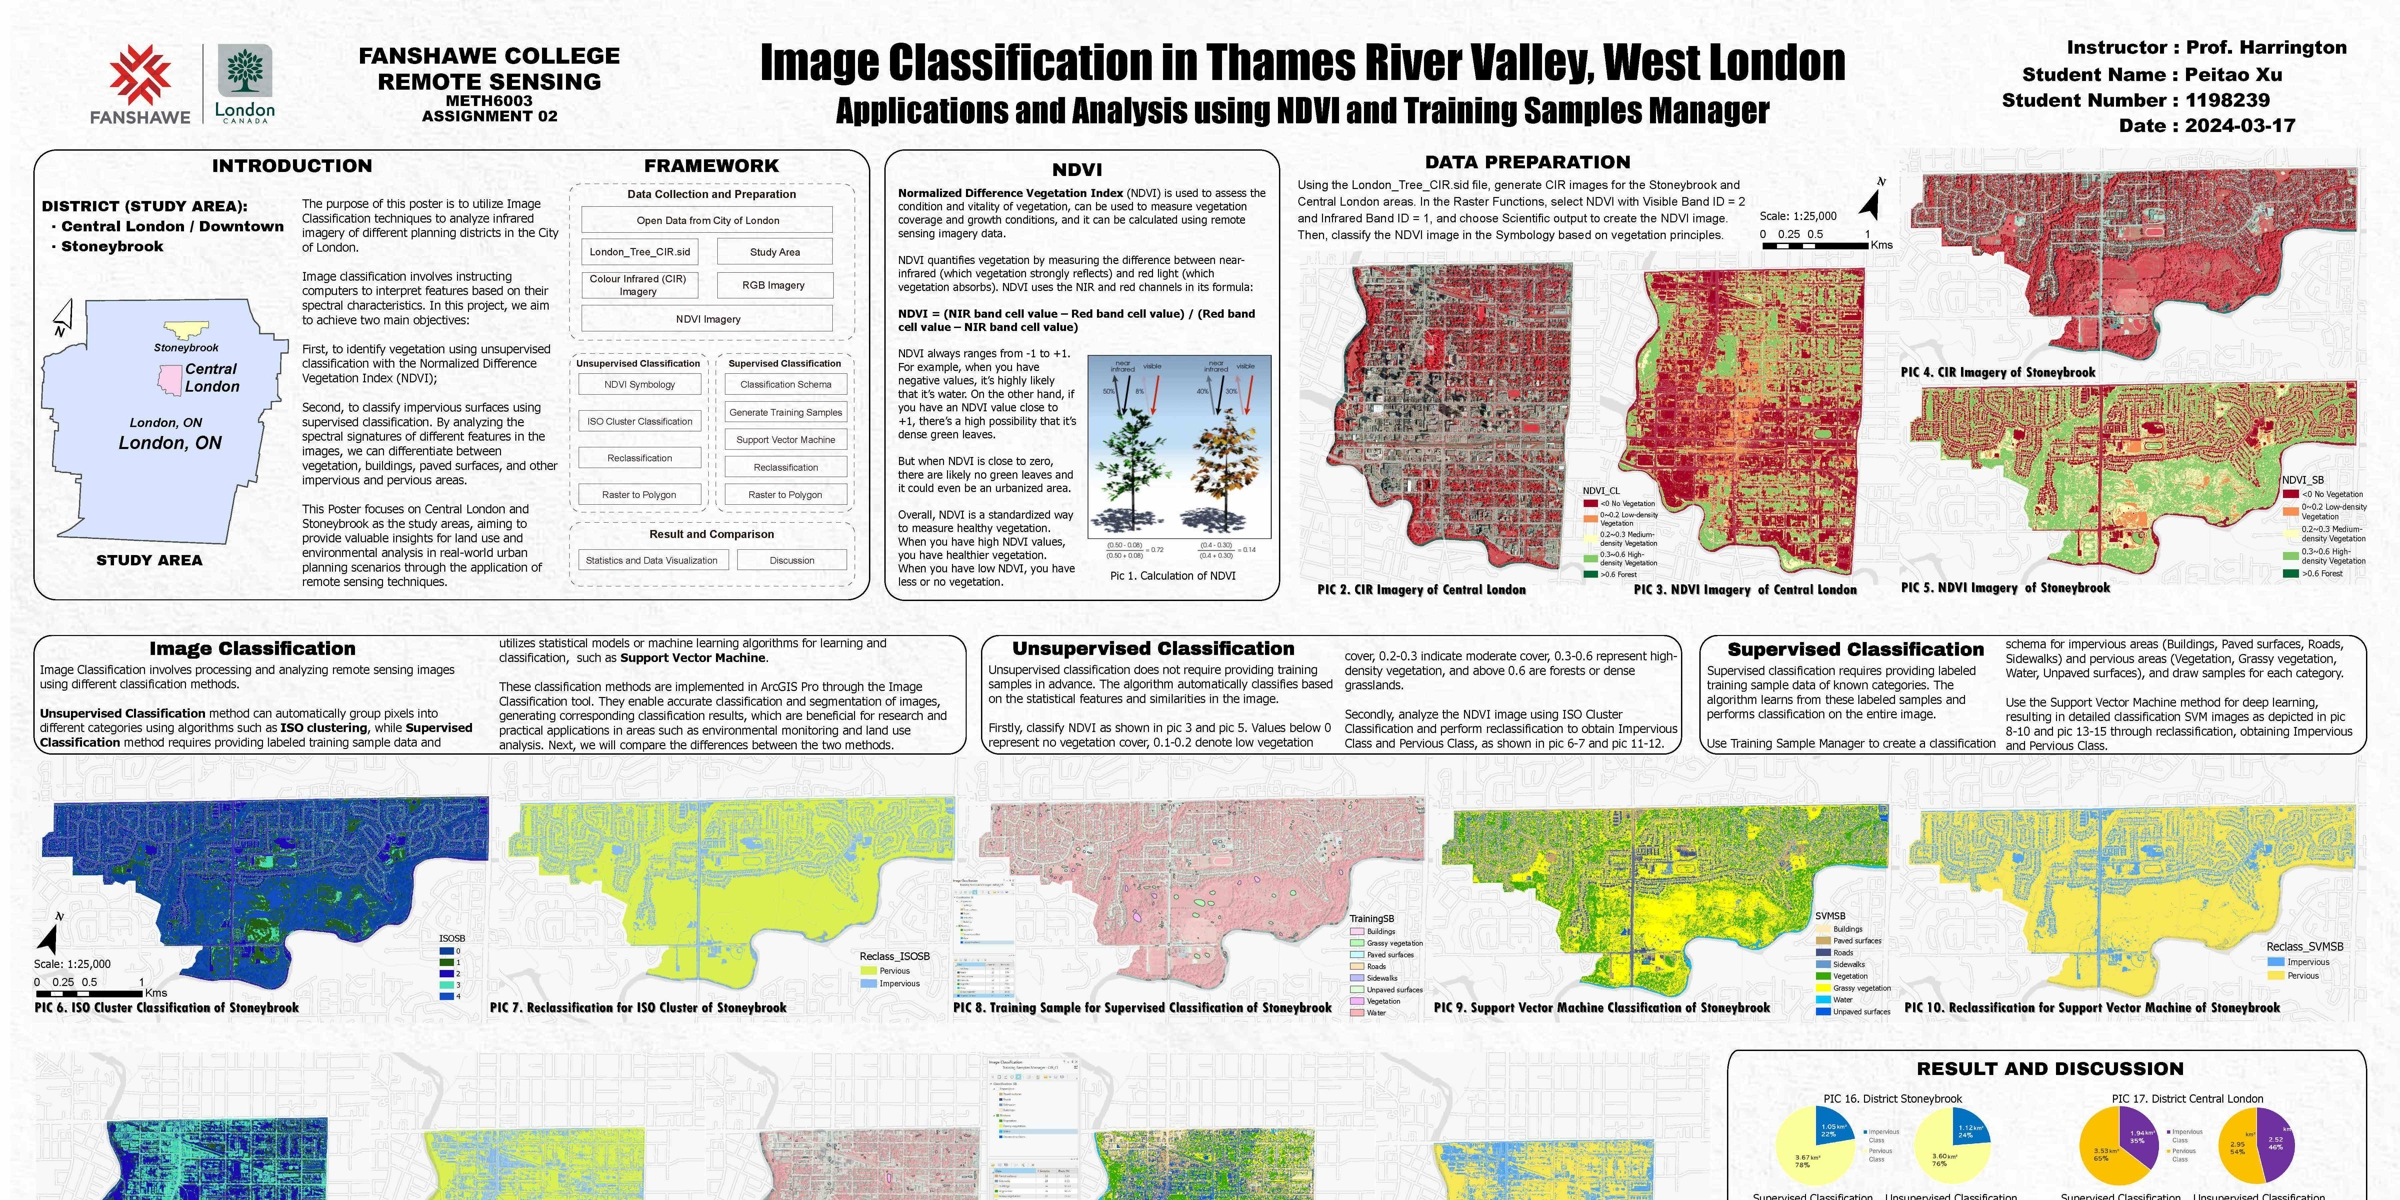 FANSHAWE
London
CANADA
FANSHAWE COLLEGE
REMOTE SENSING
METH6003
ASSIGNMENT 02
Image Classification in Thames River Valley, West London
Applications and Analysis using NDVI and Training Samples Manager
Instructor : Prof. Harrington
Student Name : Peitao Xu
Student Number : 1198239
Date : 2024-03-17
INTRODUCTION
DISTRICT (STUDY AREA):
· Central London / Downtown
· Stoneybrook
N
Stoneybrook
Central
London
London, ON
London, ON
STUDY AREA
The purpose of this poster is to utilize Image
Classification techniques to analyze infrared
imagery of different planning districts in the City
of London.
Image classification involves instructing
computers to interpret features based on their
spectral characteristics. In this project, we aim
to achieve two main objectives:
First, to identify vegetation using unsupervised
classification with the Normalized Difference
Vegetation Index (NDVI);
Second, to classify impervious surfaces using
supervised classification. By analyzing the
spectral signatures of different features in the
images, we can differentiate between
vegetation, buildings, paved surfaces, and other
impervious and pervious areas.
This Poster focuses on Central London and
Stoneybrook as the study areas, aiming to
provide valuable insights for land use and
environmental analysis in real-world urban
planning scenarios through the application of
remote sensing techniques.
FRAMEWORK
Data Collection and Preparation
Open Data from City of London
London_Tree_CIR.sid
Study Area
Colour Infrared (CIR)
Imagery
RGB Imagery
NDVI Imagery
Unsupervised Classification
NDVI Symbology
ISO Cluster Classification
Reclassification
Raster to Polygon
Supervised Classification
Classification Schema
Generate Training Samples
Support Vector Machine
Reclassification
Raster to Polygon
Result and Comparison
Statistics and Data Visualization
Discussion
NDVI
Normalized Difference Vegetation Index (NDVI) is used to assess the
condition and vitality of vegetation, can be used to measure vegetation
coverage and growth conditions, and it can be calculated using remote
sensing imagery data.
NDVI quantifies vegetation by measuring the difference between near-
infrared (which vegetation strongly reflects) and red light (which
vegetation absorbs). NDVI uses the NIR and red channels in its formula:
NDVI = (NIR band cell value – Red band cell value) / (Red band
cell value – NIR band cell value)
NDVI always ranges from -1 to +1.
For example, when you have
negative values, it's highly likely
that it's water. On the other hand, if
you have an NDVI value close to
+1, there's a high possibility that it's
dense green leaves.
But when NDVI is close to zero,
there are likely no green leaves and
it could even be an urbanized area.
Overall, NDVI is a standardized way
to measure healthy vegetation.
When you have high NDVI values,
you have healthier vegetation.
When you have low NDVI, you have
less or no vegetation.
near
infrared
visible
50%
8%
near
infrared
visible
40%
30%
(0.50 - 0.08)
(0.50 + 0.08)
= 0.72
(0.4 - 0.30)
(0.4 + 0.30)
= 0.14
Pic 1. Calculation of NDVI
DATA PREPARATION
Using the London_Tree_CIR.sid file, generate CIR images for the Stoneybrook and
Central London areas. In the Raster Functions, select NDVI with Visible Band ID = 2
and Infrared Band ID = 1, and choose Scientific output to create the NDVI image.
Then, classify the NDVI image in the Symbology based on vegetation principles.
N
Scale: 1:25,000
0 0.25 0.5 1
Kms
NDVI_CL
<0 No Vegetation
0~0.2 Low-density
Vegetation
0.2~0.3 Medium-
density Vegetation
0.3~0.6 High-
density Vegetation
>0.6 Forest
PIC 2. CIR Imagery of Central London
PIC 3. NDVI Imagery of Central London
PIC 4. CIR Imagery of Stoneybrook
NDVI_SB
<0 No Vegetation
0~0.2 Low-density
Vegetation
0.2~0.3 Medium-
density Vegetation
0.3~0.6 High-
density Vegetation
>0.6 Forest
PIC 5. NDVI Imagery of Stoneybrook
Image Classification
Image Classification involves processing and analyzing remote sensing images
using different classification methods.
Unsupervised Classification method can automatically group pixels into
different categories using algorithms such as ISO clustering, while Supervised
Classification method requires providing labeled training sample data and
utilizes statistical models or machine learning algorithms for learning and
classification, such as Support Vector Machine.
These classification methods are implemented in ArcGIS Pro through the Image
Classification tool. They enable accurate classification and segmentation of images,
generating corresponding classification results, which are beneficial for research and
practical applications in areas such as environmental monitoring and land use
analysis. Next, we will compare the differences between the two methods.
Unsupervised Classification
Unsupervised classification does not require providing training
samples in advance. The algorithm automatically classifies based
on the statistical features and similarities in the image.
Firstly, classify NDVI as shown in pic 3 and pic 5. Values below 0
represent no vegetation cover, 0.1-0.2 denote low vegetation
cover, 0.2-0.3 indicate moderate cover, 0.3-0.6 represent high-
density vegetation, and above 0.6 are forests or dense
grasslands.
Secondly, analyze the NDVI image using ISO Cluster
Classification and perform reclassification to obtain Impervious
Class and Pervious Class, as shown in pic 6-7 and pic 11-12.
Supervised Classification
Supervised classification requires providing labeled
training sample data of known categories. The
algorithm learns from these labeled samples and
performs classification on the entire image.
Use Training Sample Manager to create a classification
schema for impervious areas (Buildings, Paved surfaces, Roads,
Sidewalks) and pervious areas (Vegetation, Grassy vegetation,
Water, Unpaved surfaces), and draw samples for each category.
Use the Support Vector Machine method for deep learning,
resulting in detailed classification SVM images as depicted in pic
8-10 and pic 13-15 through reclassification, obtaining Impervious
and Pervious Class.
N
Scale: 1:25,000
0 0.25 0.5 1
Kms
ISOSB
0
1
2
3
4
PIC 6. ISO Cluster Classification of Stoneybrook
Reclass_ISOSB
Pervious
Impervious
PIC 7. Reclassification for ISO Cluster of Stoneybrook
TrainingSB
Buildings
Grassy vegetation
Paved surfaces
Roads
Sidewalks
Unpaved surfaces
Vegetation
Water
PIC 8. Training Sample for Supervised Classification of Stoneybrook
SVMSB
Buildings
Paved surfaces
Roads
Sidewalks
Vegetation
Grassy vegetation
Water
Unpaved surfaces
PIC 9. Support Vector Machine Classification of Stoneybrook
Reclass_SVMSB
Impervious
Pervious
PIC 10. Reclassification for Support Vector Machine of Stoneybrook
Image Classification
RESULT AND DISCUSSION
PIC 16. District Stoneybrook
1.05 km²
22%
3.67 km²
78%
Impervious
Class
Pervious
Class
1.12 km²
24%
3.60 km²
76%
PIC 17. District Central London
1.94 km²
35%
3.53 km²
65%
Impervious
Class
Pervious
Class
km²
2.95
54%
km
2.52
46%
Supervised Classification
Unsupervised Classification
Supervised Classification
Unsupervised Classification